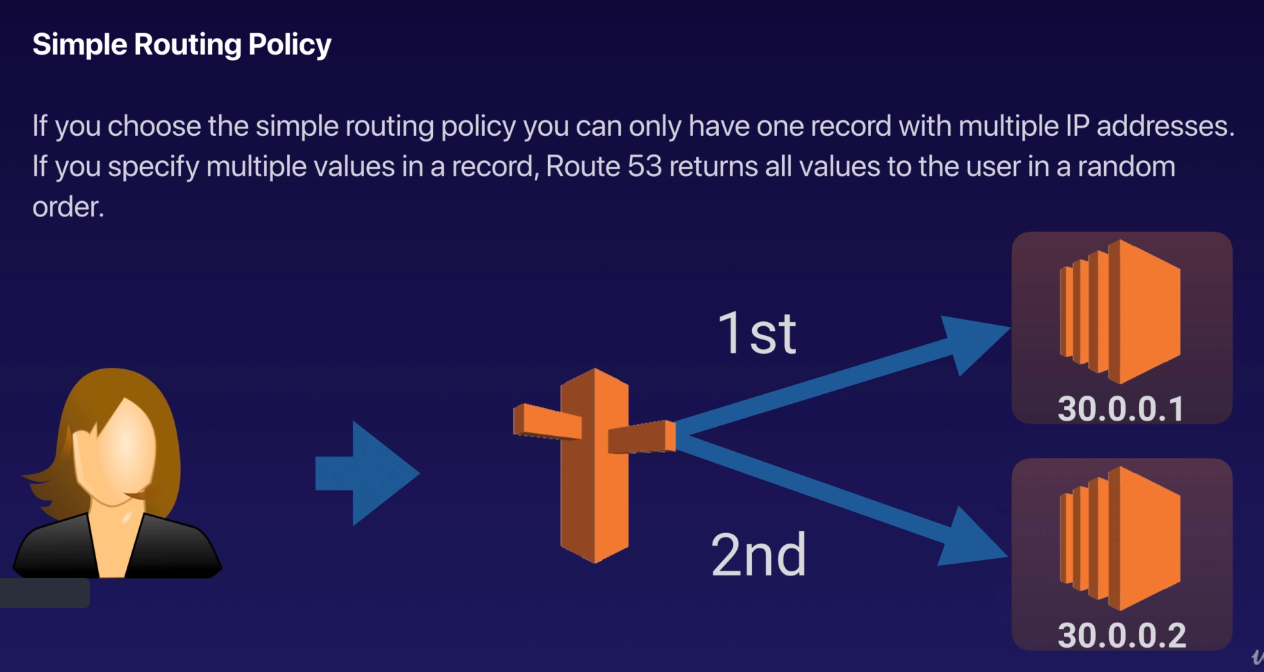 Simple Routing Policy
If you choose the simple routing policy you can only have one record with multiple IP addresses.
If you specify multiple values in a record, Route 53 returns all values to the user in a random
order.
1st
30.0.0.1
2nd
30.0.0.2